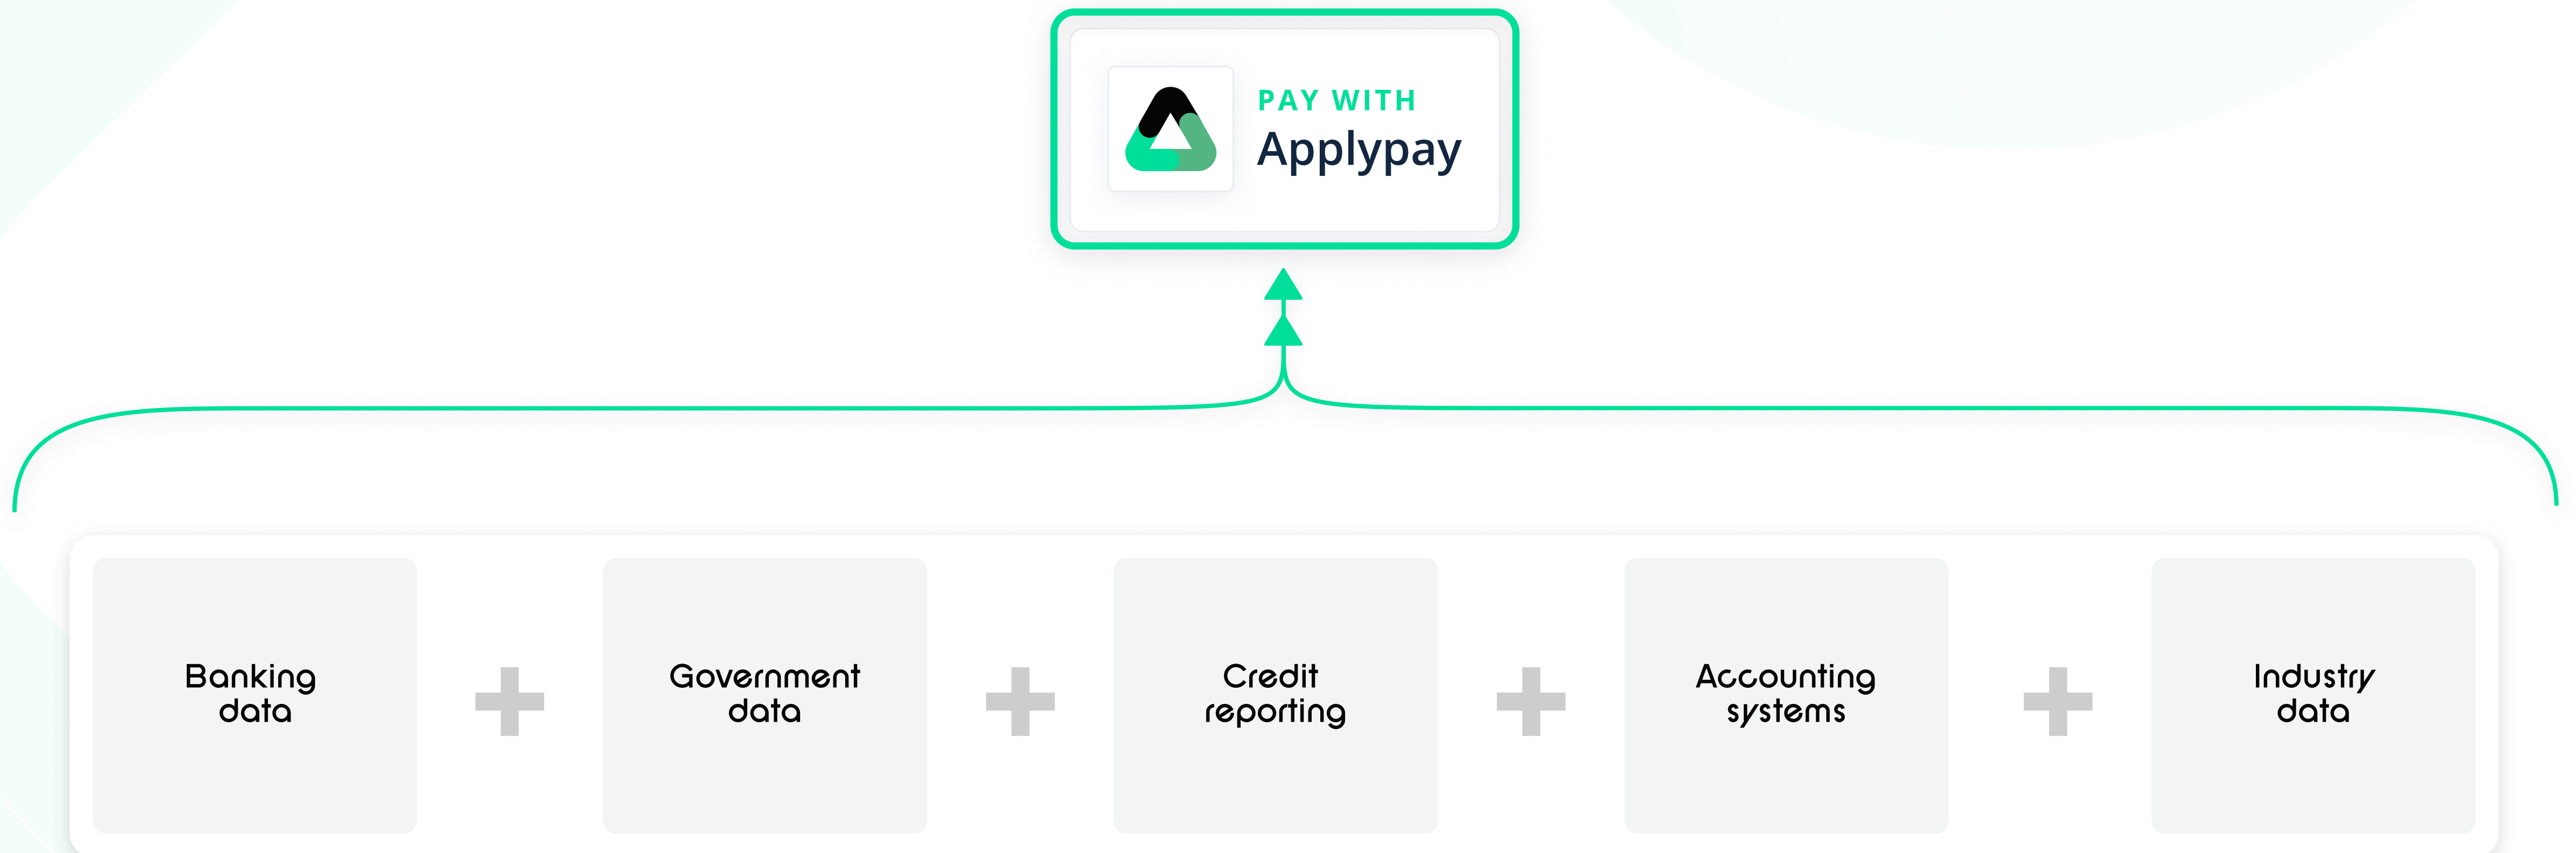 PAY WITH
Applypay
Banking
data
Government
data
Credit
reporting
Accounting
systems
Industry
data